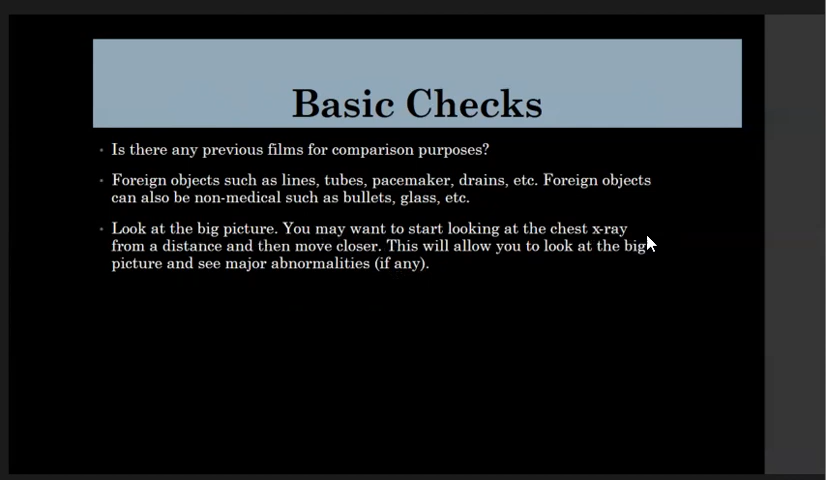 Basic Checks
• Is there any previous films for comparison purposes?
• Foreign objects such as lines, tubes, pacemaker, drains, etc. Foreign objects
can also be non-medical such as bullets, glass, etc.
• Look at the big picture. You may want to start looking at the chest x-ray
from a distance and then move closer. This will allow you to look at the big
picture and see major abnormalities (if any).